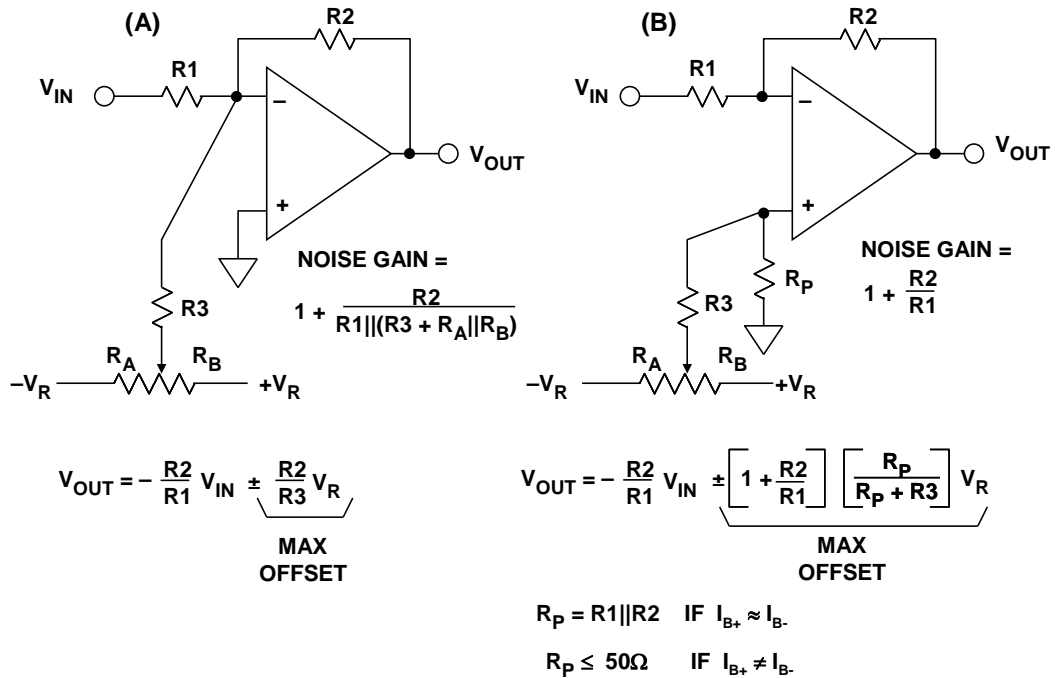 (A)
R2
R1
V_IN
−
+
V_OUT
NOISE GAIN =
1 + R2 / R1||(R3 + R_A||R_B)
R3
R_A
R_B
–V_R
+V_R
V_OUT = – R2/R1 V_IN ± R2/R3 V_R
MAX
OFFSET
(B)
R2
R1
V_IN
−
+
V_OUT
NOISE GAIN =
1 + R2/R1
R_P
R3
R_A
R_B
–V_R
+V_R
V_OUT = – R2/R1 V_IN ± [1 + R2/R1] [R_P / R_P + R3] V_R
MAX
OFFSET
R_P = R1||R2 IF I_B+ ≈ I_B-
R_P ≤ 50Ω IF I_B+ ≠ I_B-